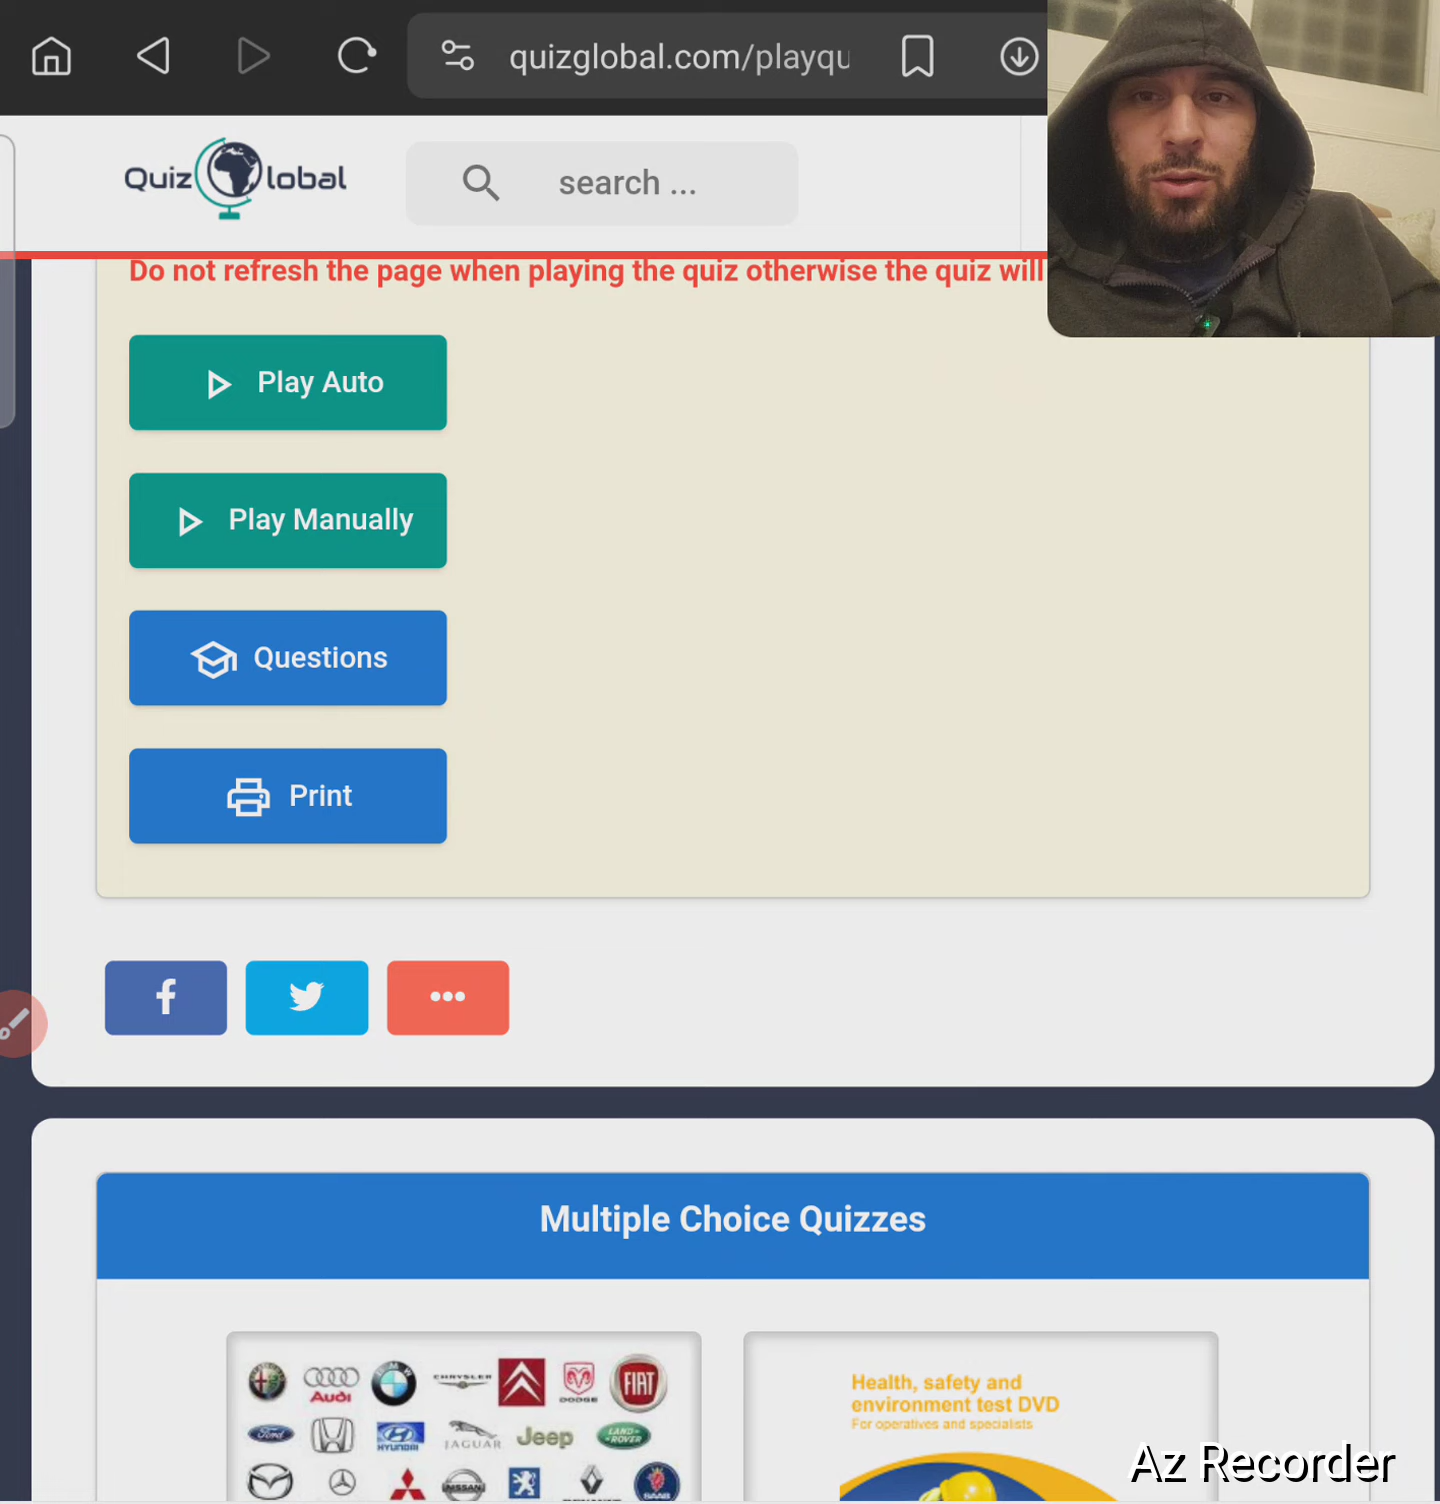 quizglobal.com/playqu
Quiz lobal
search ...
Do not refresh the page when playing the quiz otherwise the quiz will
Play Auto
Play Manually
Questions
Print
Multiple Choice Quizzes
Audi
CHRYSLER
DODGE
FIAT
Ford
HYUNDAI
JAGUAR
Jeep
LAND ROVER
NISSAN
SAAB
Health, safety and
environment test DVD
For operatives and specialists
Az Recorder